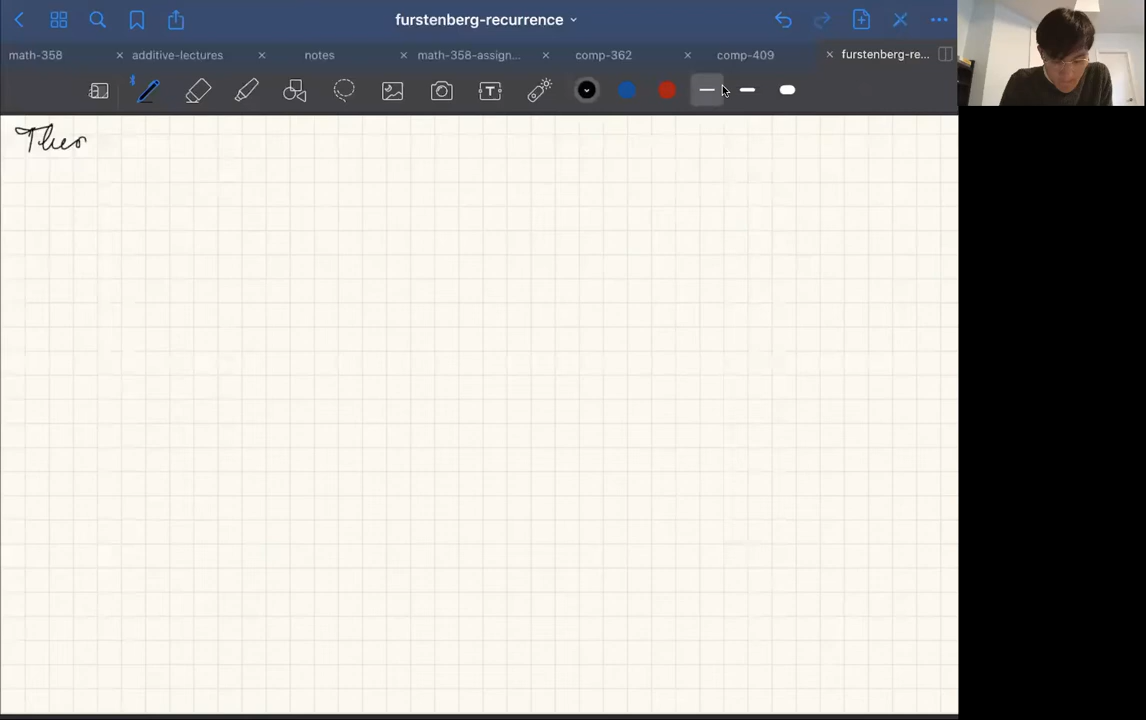 furstenberg-recurrence
math-358 additive-lectures notes math-358-assign... comp-362 comp-409 furstenberg-re...
T
Theo